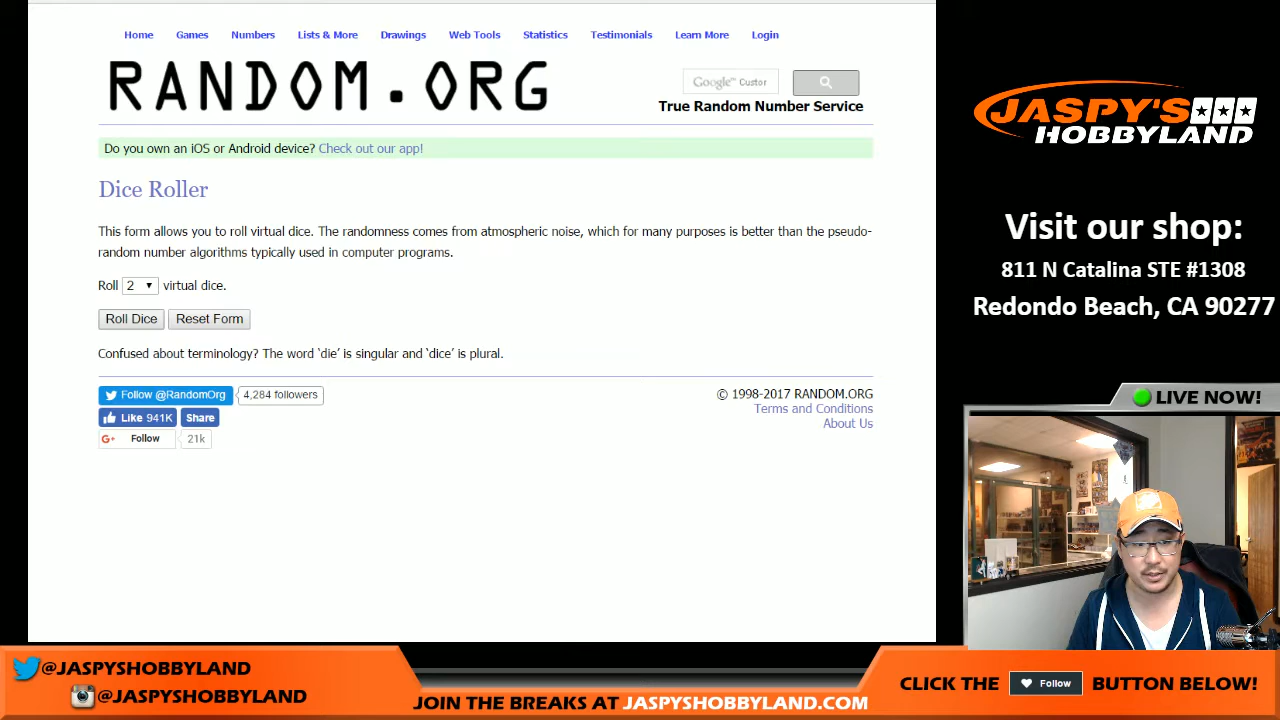 Home Games Numbers Lists & More Drawings Web Tools Statistics Testimonials Learn More Login
RANDOM.ORG
Google™ Custor
True Random Number Service
Do you own an iOS or Android device? Check out our app!
Dice Roller
This form allows you to roll virtual dice. The randomness comes from atmospheric noise, which for many purposes is better than the pseudo-
random number algorithms typically used in computer programs.
Roll 2 virtual dice.
Roll Dice Reset Form
Confused about terminology? The word ‘die’ is singular and ‘dice’ is plural.
Follow @RandomOrg 4,284 followers
Like 941K Share
G+ Follow 21k
© 1998-2017 RANDOM.ORG
Terms and Conditions
About Us
JASPY'S
HOBBYLAND
Visit our shop:
811 N Catalina STE #1308
Redondo Beach, CA 90277
LIVE NOW!
@JASPYSHOBBYLAND
@JASPYSHOBBYLAND
JOIN THE BREAKS AT JASPYSHOBBYLAND.COM
CLICK THE Follow BUTTON BELOW!